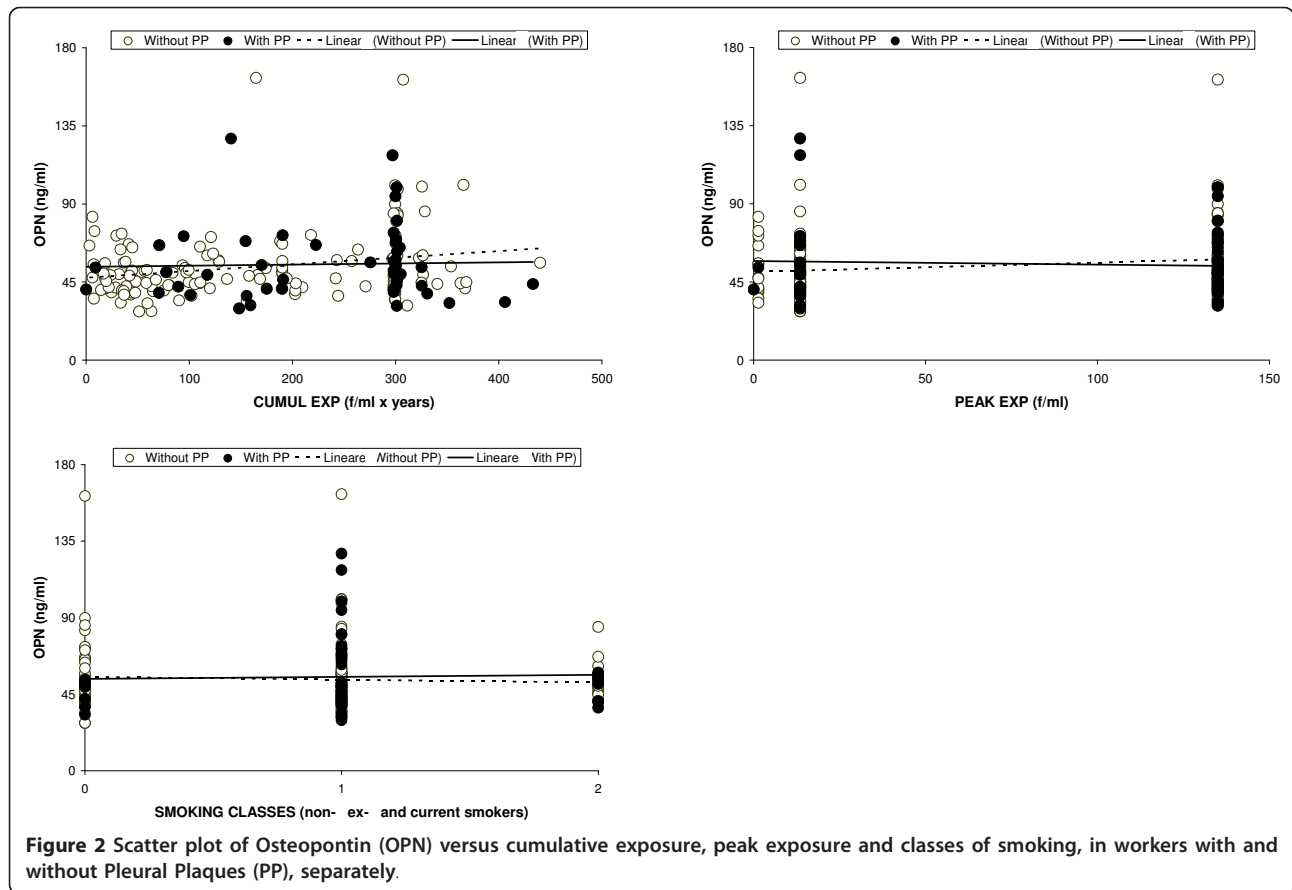 Without PP With PP Linear (Without PP) Linear (With PP)
180
135
90
45
0
OPN (ng/ml)
0 100 200 300 400 500
CUMUL EXP (f/ml x years)
Without PP With PP Linear (Without PP) Linear (With PP)
180
135
90
45
0
OPN (ng/ml)
0 50 100 150
PEAK EXP (f/ml)
Without PP With PP Lineare Without PP) Lineare With PP)
180
135
90
45
0
OPN (ng/ml)
0 1 2
SMOKING CLASSES (non- ex- and current smokers)
Figure 2 Scatter plot of Osteopontin (OPN) versus cumulative exposure, peak exposure and classes of smoking, in workers with and
without Pleural Plaques (PP), separately.